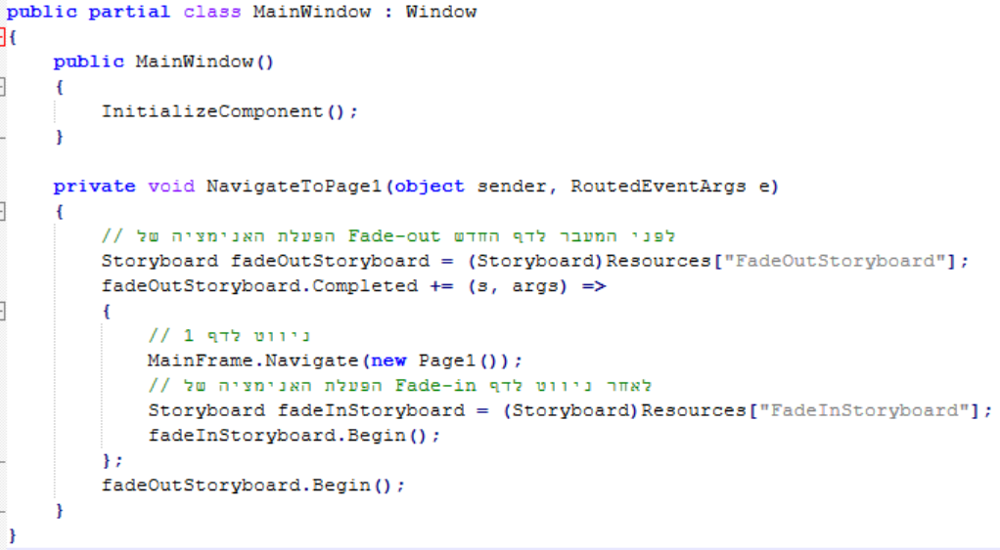 public partial class MainWindow : Window
{
    public MainWindow()
    {
        InitializeComponent();
    }

    private void NavigateToPage1(object sender, RoutedEventArgs e)
    {
        // הפעלת האנימציה של Fade-out לפני המעבר לדף החדש
        Storyboard fadeOutStoryboard = (Storyboard)Resources["FadeOutStoryboard"];
        fadeOutStoryboard.Completed += (s, args) =>
        {
            // ניווט לדף 1
            MainFrame.Navigate(new Page1());
            // הפעלת האנימציה של Fade-in לאחר ניווט לדף
            Storyboard fadeInStoryboard = (Storyboard)Resources["FadeInStoryboard"];
            fadeInStoryboard.Begin();
        };
        fadeOutStoryboard.Begin();
    }
}